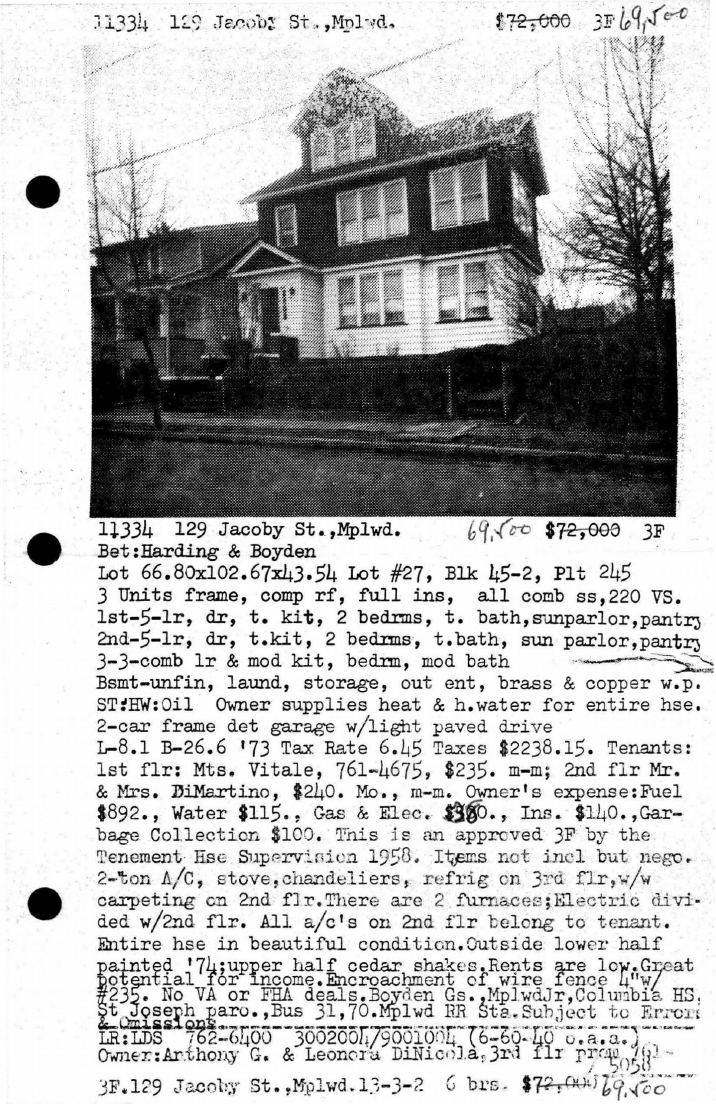 11334 129 Jacoby St.,Mplwd. $72,000 3F 69,500
11334 129 Jacoby St.,Mplwd. 69,500 $72,000 3F
Bet:Harding & Boyden
Lot 66.80x102.67x43.54 Lot #27, Blk 45-2, Plt 245
3 Units frame, comp rf, full ins, all comb ss,220 VS.
1st-5-lr, dr, t. kit, 2 bedrms, t. bath,sunparlor,pantry
2nd-5-lr, dr, t.kit, 2 bedrms, t.bath, sun parlor,pantry
3-3-comb lr & mod kit, bedrm, mod bath
Bsmt-unfin, laund, storage, out ent, brass & copper w.p.
ST:HW:Oil Owner supplies heat & h.water for entire hse.
2-car frame det garage w/light paved drive
L-8.1 B-26.6 '73 Tax Rate 6.45 Taxes $2238.15. Tenants:
1st flr: Mts. Vitale, 761-4675, $235. m-m; 2nd flr Mr.
& Mrs. DiMartino, $240. Mo., m-m. Owner's expense:Fuel
$892., Water $115., Gas & Elec. Ins. $140.,Gar-
bage Collection $100. This is an approved 3F by the
Tenement Hse Supervision 1958. Items not incl but nego.
2-ton A/C, stove,chandeliers, refrig on 3rd flr,w/w
carpeting on 2nd flr.There are 2 furnaces;Electric divi-
ded w/2nd flr. All a/c's on 2nd flr belong to tenant.
Entire hse in beautiful condition.Outside lower half
painted '74;upper half cedar shakes.Rents are low.Great
potential for income.Encroachment of wire fence 4"w/
#235. No VA or FHA deals.Boyden Gs.,MplwdJr,Columbia HS,
St Joseph paro.,Bus 31,70.Mplwd RR Sta.Subject to Errors
& Omissions.
LR:LDS 762-6400 3002004/9001004 (6-60-40 o.a.a.)
Owner:Anthony G. & Leonora DiNicola,3rd flr prem 761-
5058
3F.129 Jacoby St.,Mplwd.13-3-2 6 brs. $72,000 69,500